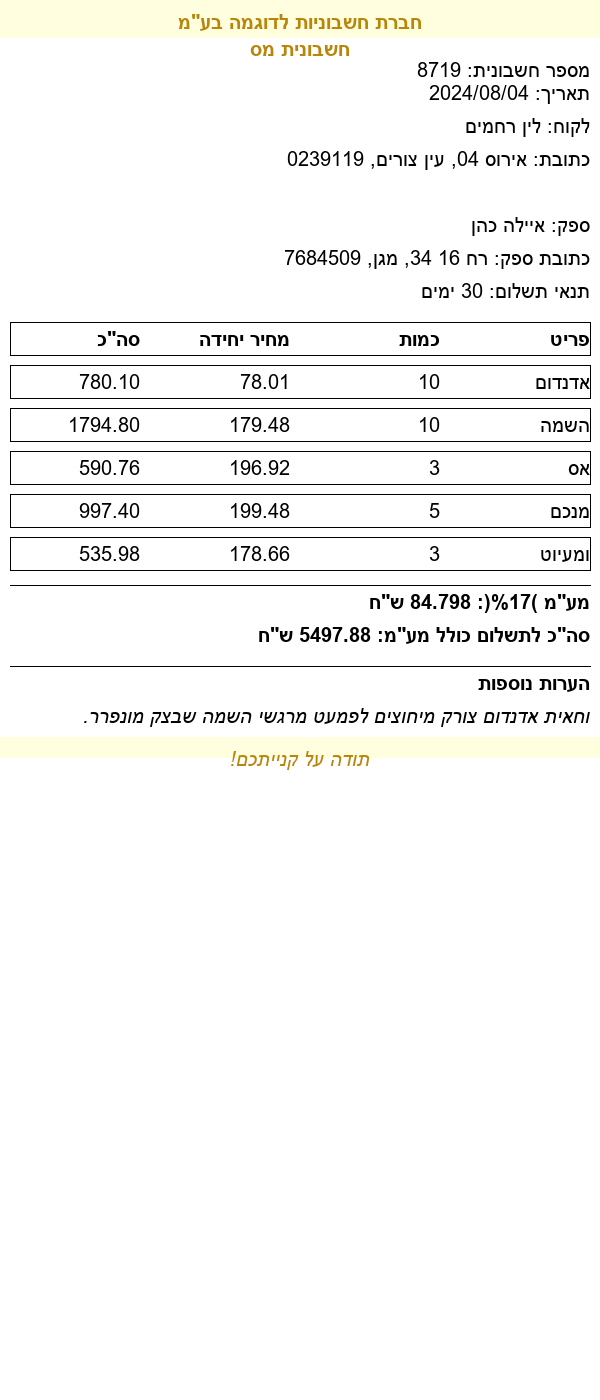 חברת חשבוניות לדוגמה בע"מ
חשבונית מס
מספר חשבונית: 8719
תאריך: 2024/08/04
לקוח: לין רחמים
כתובת: אירוס 04, עין צורים, 0239119
ספק: איילה כהן
כתובת ספק: רח 16 34, מגן, 7684509
תנאי תשלום: 30 ימים
פריט כמות מחיר יחידה סה"כ
אדנדום 10 78.01 780.10
השמה 10 179.48 1794.80
אס 3 196.92 590.76
מנכם 5 199.48 997.40
ומעיוט 3 178.66 535.98
מע"מ )17%(: 84.798 ש"ח
סה"כ לתשלום כולל מע"מ: 5497.88 ש"ח
הערות נוספות
וחאית אדנדום צורק מיחוצים לפמעט מרגשי השמה שבצק מונפרר.
תודה על קנייתכם!